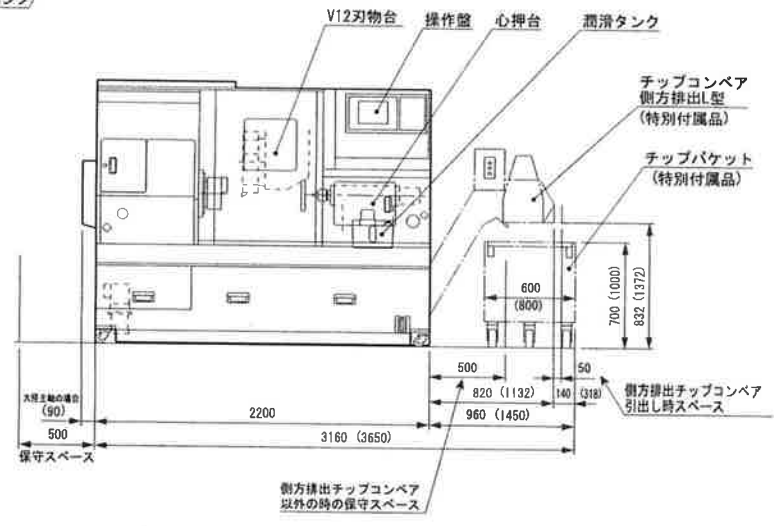 V12刃物台
操作盤
心押台
潤滑タンク
チップコンベア
側方排出L型
(特別付属品)
チップバケット
(特別付属品)
600
(800)
700 (1000)
832 (1372)
500
50
820 (1132)
140
(318)
960 (1450)
側方排出チップコンベア
引出し時スペース
大径主軸の場合
(90)
2200
500
3160 (3650)
保守スペース
側方排出チップコンベア
以外の時の保守スペース